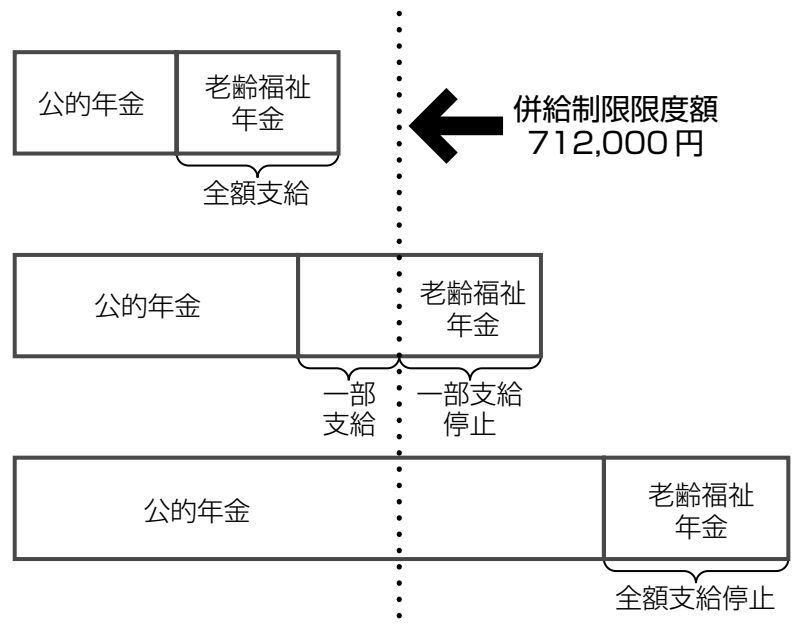 公的年金
老齢福祉
年金
併給制限限度額
712,000円
全額支給
公的年金
老齢福祉
年金
一部
支給
一部支給
停止
公的年金
老齢福祉
年金
全額支給停止